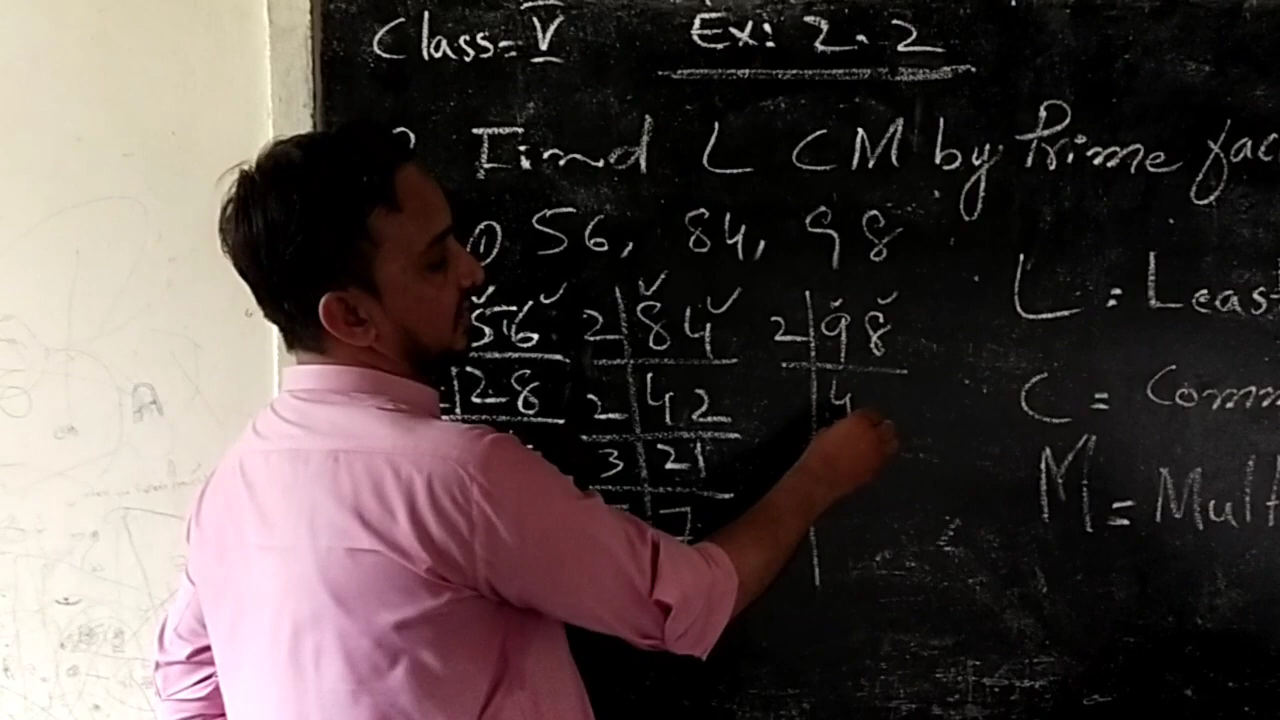 Class= V Ex: 2.2
Find LCM by Prime fac
56, 84, 98
L : Leas
56 2 84 2 98
C = Comm
28 2 42 4
3 21
M = Mult
7